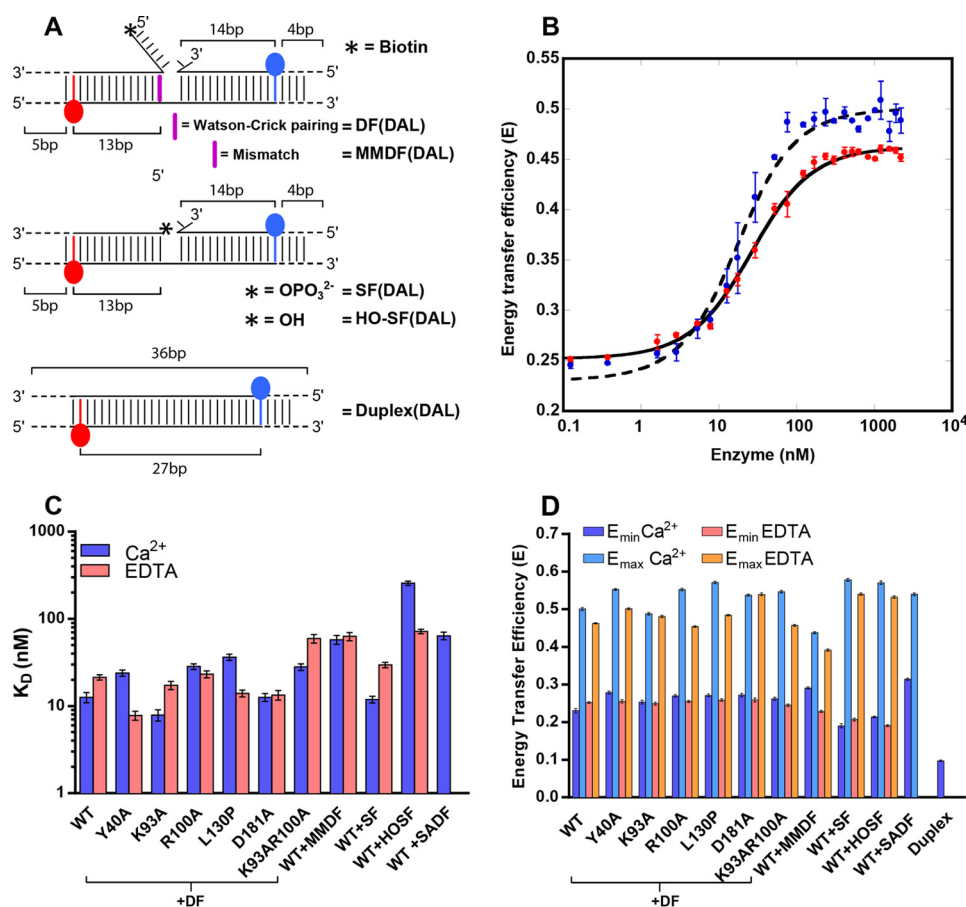 A
5'
14bp
4bp
* = Biotin
3'
3'
5'
5'
3'
5bp
13bp
= Watson-Crick pairing = DF(DAL)
= Mismatch = MMDF(DAL)
5'
14bp
4bp
3'
3'
5'
5'
3'
5bp
13bp
* = OPO₃²⁻ = SF(DAL)
* = OH = HO-SF(DAL)
36bp
3'
5'
5'
3'
= Duplex(DAL)
27bp
B
Energy transfer efficiency (E)
0.55
0.5
0.45
0.4
0.35
0.3
0.25
0.2
0.1
1
10
100
1000
10⁴
Enzyme (nM)
C
K_D (nM)
1000
100
10
1
Ca²⁺
EDTA
WT
Y40A
K93A
R100A
L130P
D181A
K93AR100A
WT+MMDF
WT+SF
WT+HOSF
WT +SADF
+DF
D
Energy Transfer Efficiency (E)
0.7
0.6
0.5
0.4
0.3
0.2
0.1
0.0
E_min Ca²⁺
E_min EDTA
E_max Ca²⁺
E_max EDTA
WT
Y40A
K93A
R100A
L130P
D181A
K93AR100A
WT+MMDF
WT+SF
WT+HOSF
WT+SADF
Duplex
+DF